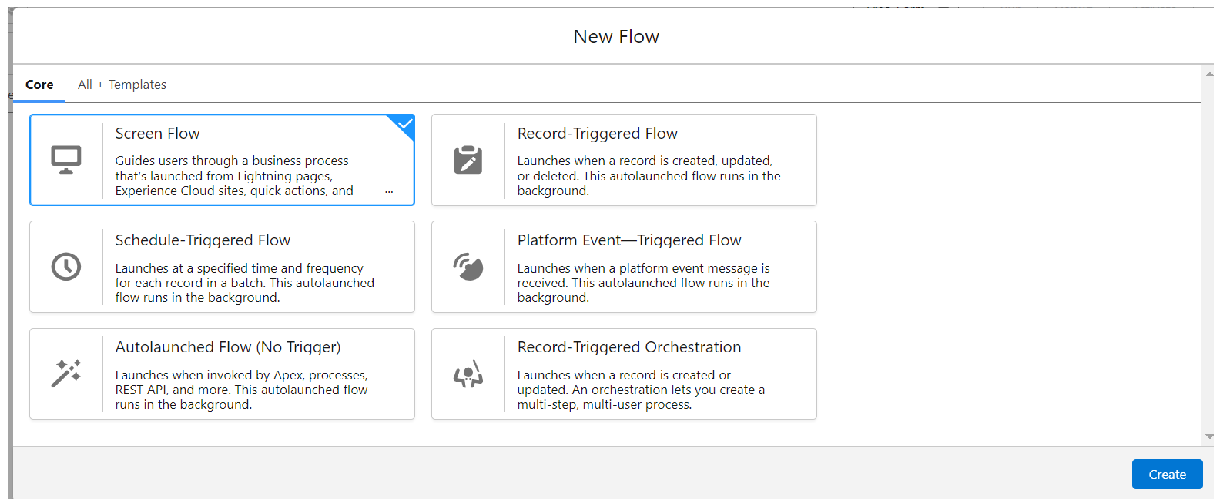 New Flow
Core All + Templates
Screen Flow
Guides users through a business process
that's launched from Lightning pages,
Experience Cloud sites, quick actions, and ...
Record-Triggered Flow
Launches when a record is created, updated,
or deleted. This autolaunched flow runs in the
background.
Schedule-Triggered Flow
Launches at a specified time and frequency
for each record in a batch. This autolaunched
flow runs in the background.
Platform Event—Triggered Flow
Launches when a platform event message is
received. This autolaunched flow runs in the
background.
Autolaunched Flow (No Trigger)
Launches when invoked by Apex, processes,
REST API, and more. This autolaunched flow
runs in the background.
Record-Triggered Orchestration
Launches when a record is created or
updated. An orchestration lets you create a
multi-step, multi-user process.
Create